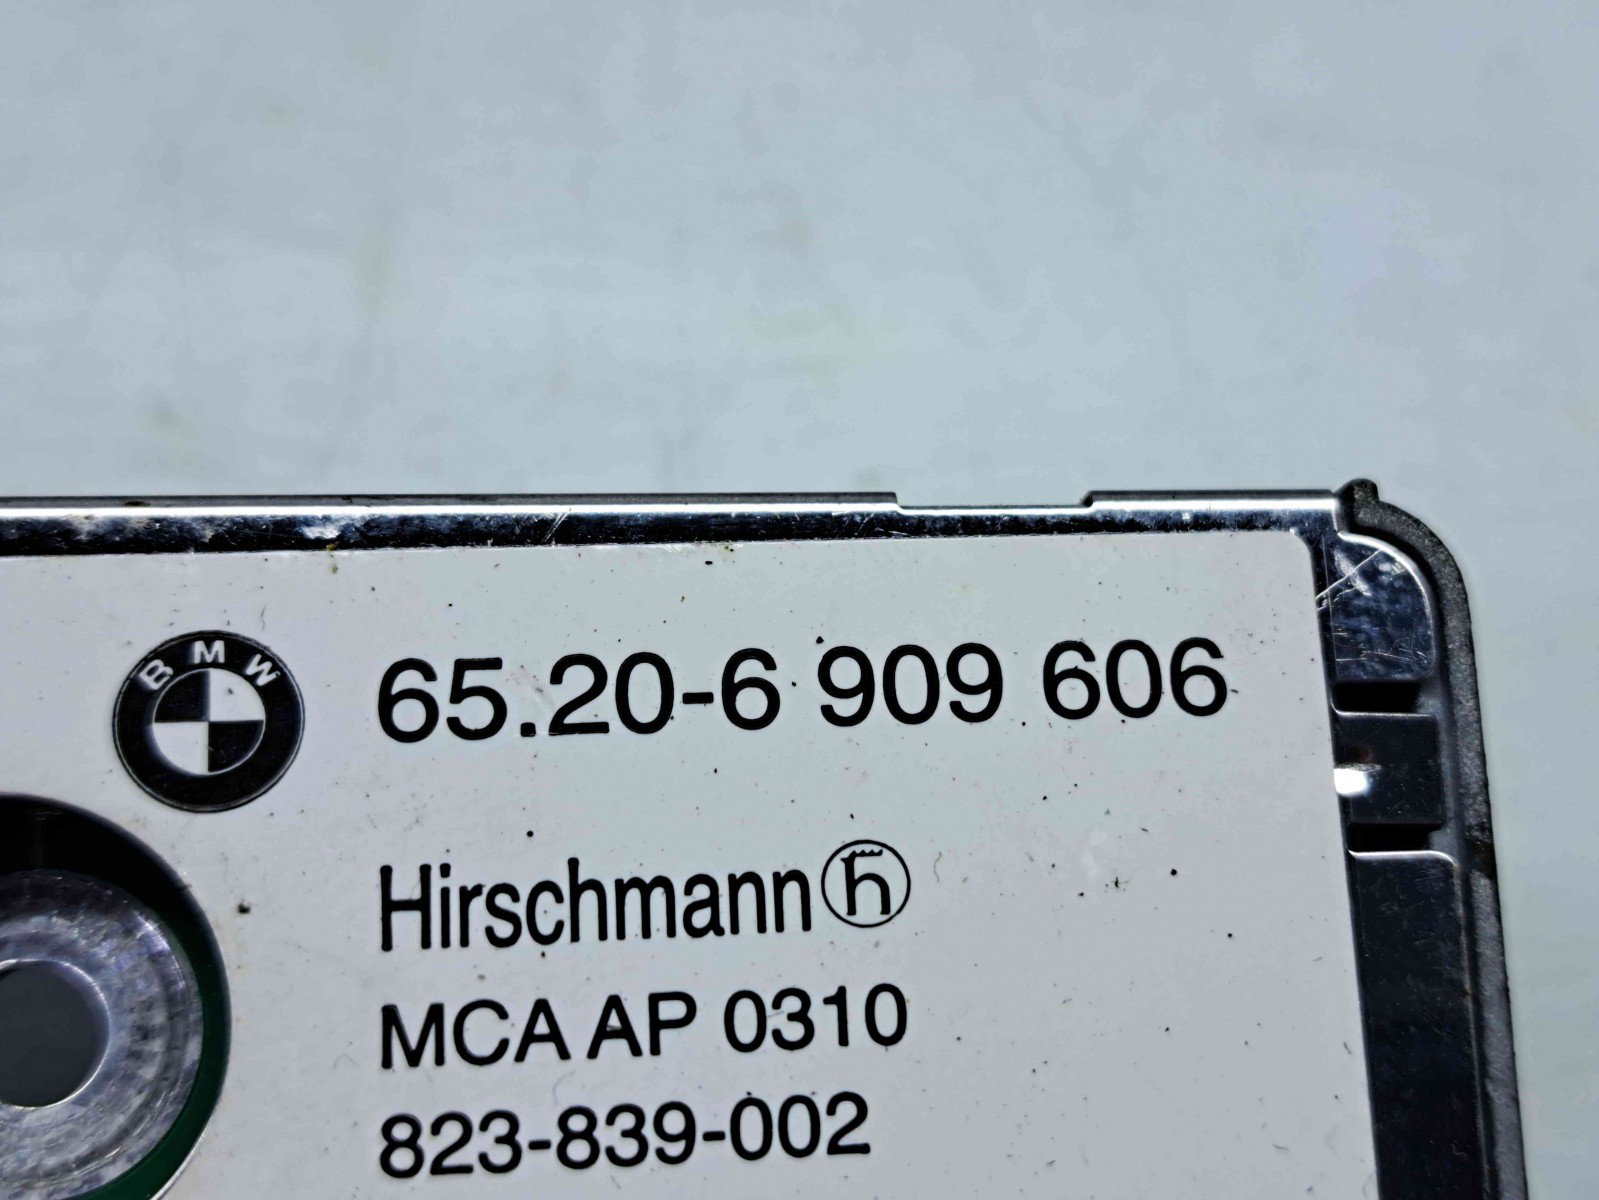 BMW
65.20-6 909 606
Hirschmann h
MCA AP 0310
823-839-002